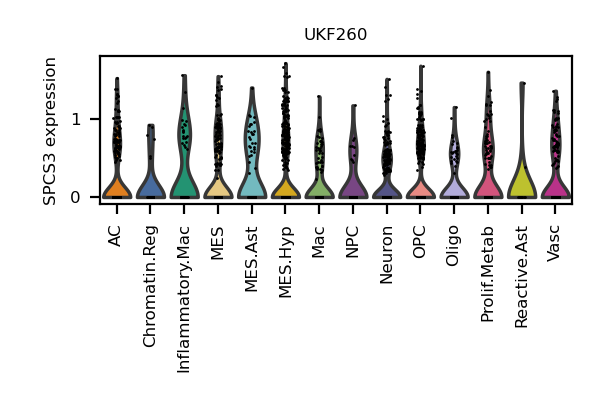 UKF260
SPCS3 expression
1
0
AC
Chromatin.Reg
Inflammatory.Mac
MES
MES.Ast
MES.Hyp
Mac
NPC
Neuron
OPC
Oligo
Prolif.Metab
Reactive.Ast
Vasc